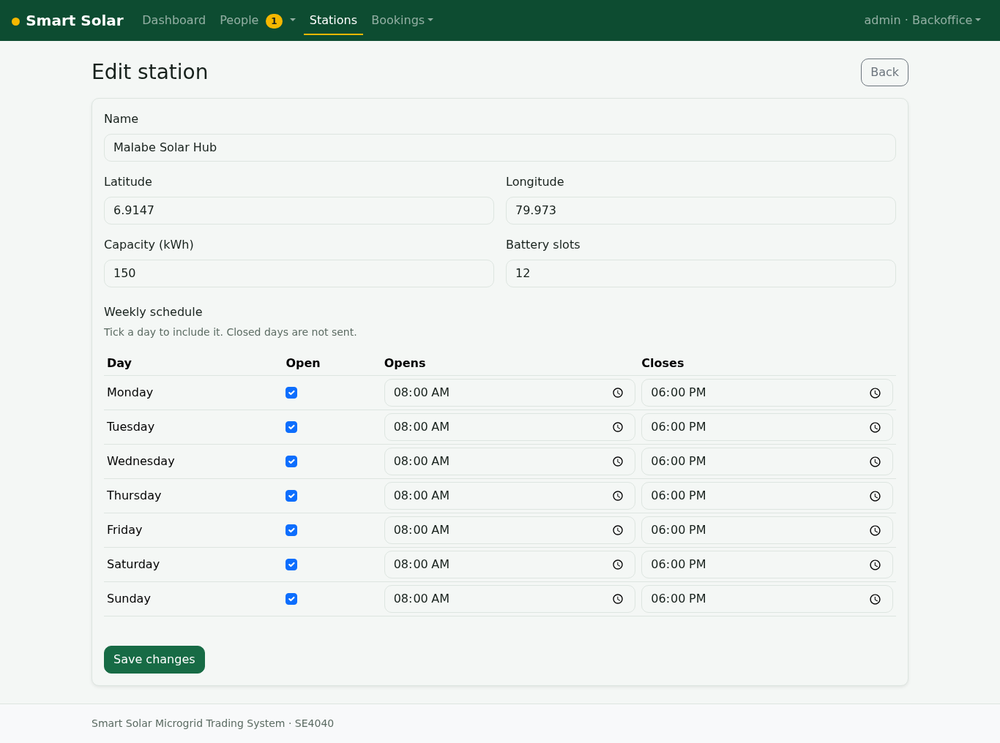 Smart Solar Dashboard People 1 Stations Bookings admin · Backoffice
Edit station Back
Name
Malabe Solar Hub
Latitude Longitude
6.9147 79.973
Capacity (kWh) Battery slots
150 12
Weekly schedule
Tick a day to include it. Closed days are not sent.
Day Open Opens Closes
Monday 08:00 AM 06:00 PM
Tuesday 08:00 AM 06:00 PM
Wednesday 08:00 AM 06:00 PM
Thursday 08:00 AM 06:00 PM
Friday 08:00 AM 06:00 PM
Saturday 08:00 AM 06:00 PM
Sunday 08:00 AM 06:00 PM
Save changes
Smart Solar Microgrid Trading System · SE4040